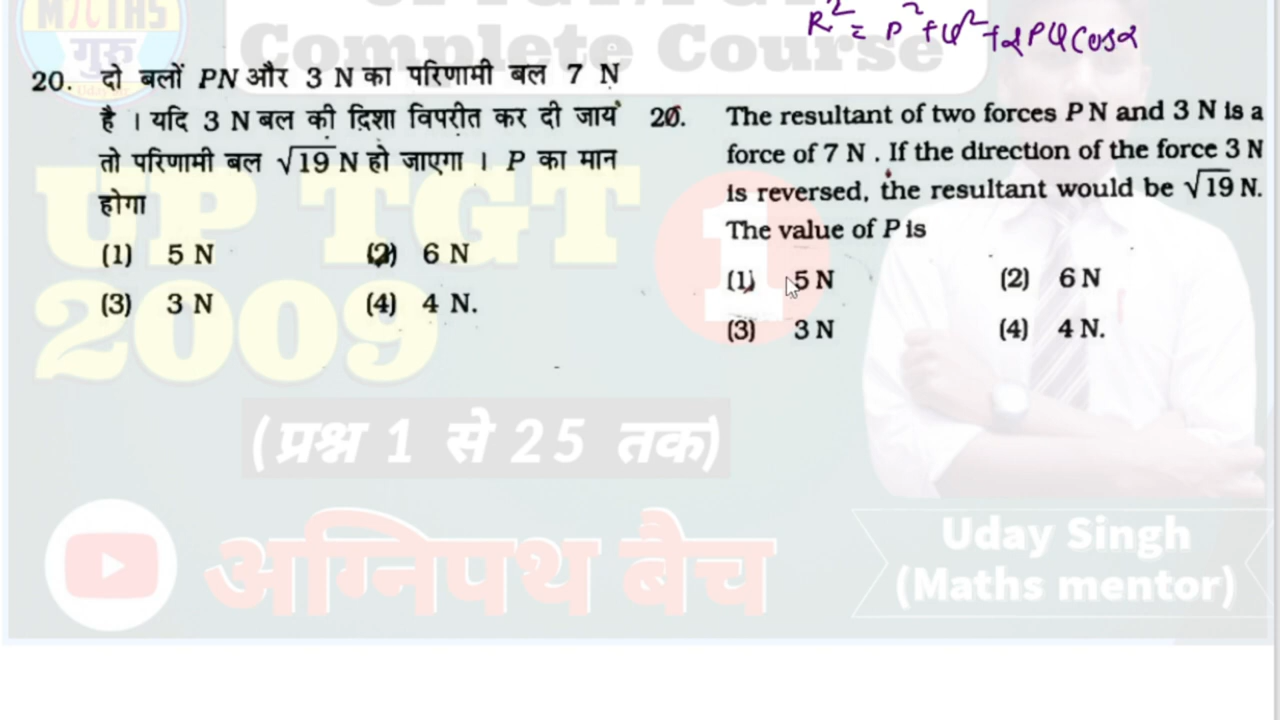 MπTHS
गुरु
Complete Course
R² = P² + Q² + 2PQ Cosα
20. दो बलों PN और 3 N का परिणामी बल 7 N
है । यदि 3 N बल की दिशा विपरीत कर दी जाय
तो परिणामी बल √19 N हो जाएगा । P का मान
होगा
(1) 5 N (2) 6 N
(3) 3 N (4) 4 N.
20. The resultant of two forces P N and 3 N is a
force of 7 N . If the direction of the force 3 N
is reversed, the resultant would be √19 N.
The value of P is
(1) 5 N (2) 6 N
(3) 3 N (4) 4 N.
UP TGT
2009
1
(प्रश्न 1 से 25 तक)
अग्निपथ बैच
Uday Singh
(Maths mentor)